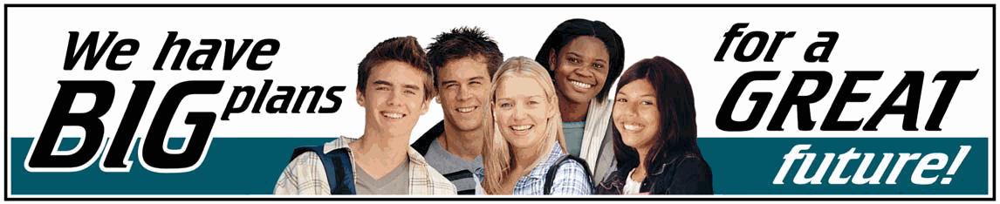 We have
BIG plans
for a
GREAT
future!